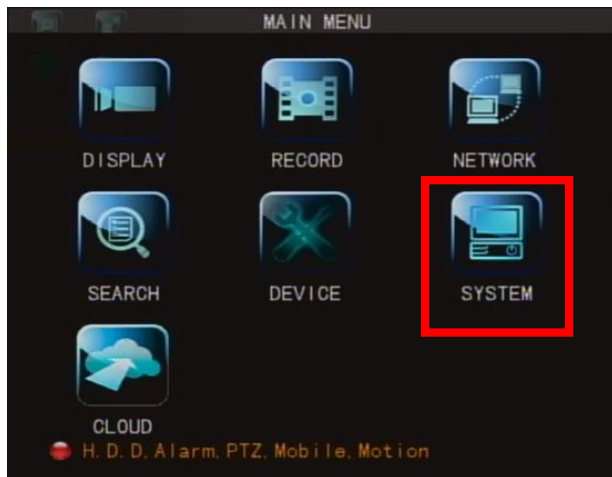 MAIN MENU
DISPLAY
RECORD
NETWORK
SEARCH
DEVICE
SYSTEM
CLOUD
H.D.D,Alarm,PTZ,Mobile,Motion